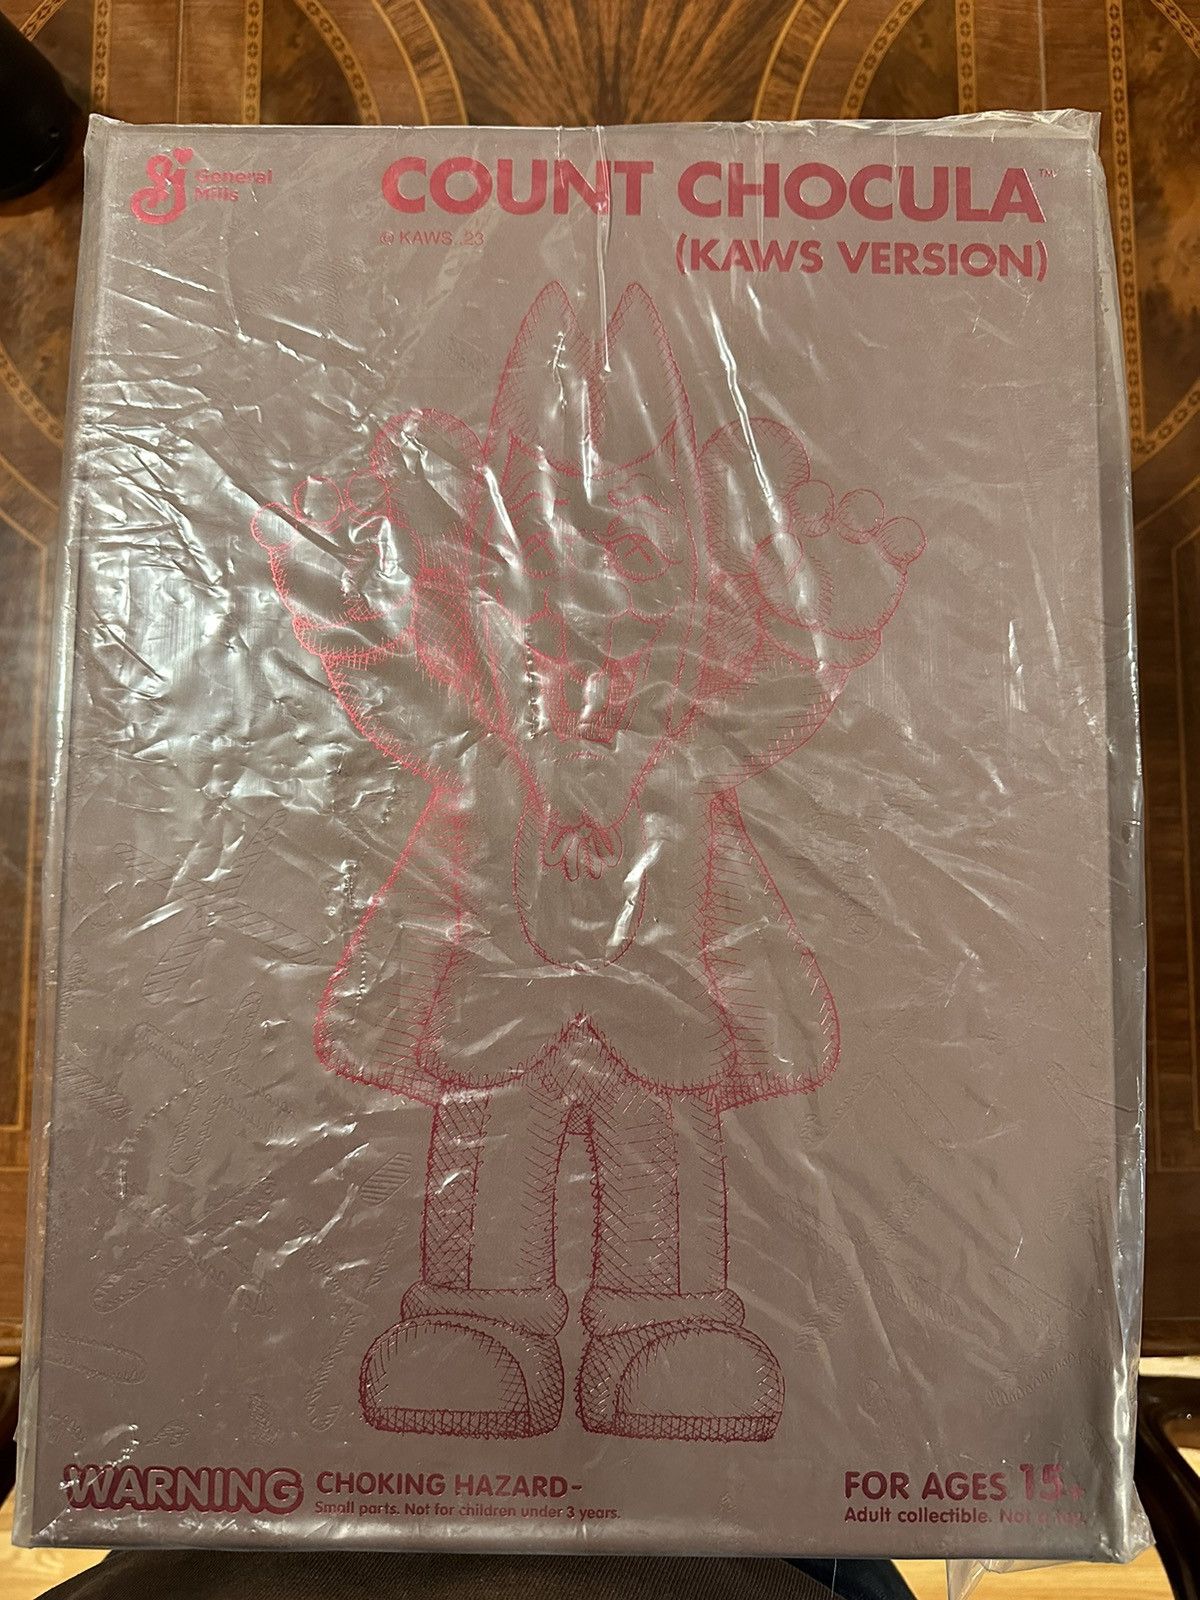 General
Mills
COUNT CHOCULA™
© KAWS..23
(KAWS VERSION)
WARNING
CHOKING HAZARD-
Small parts. Not for children under 3 years.
FOR AGES 15+
Adult collectible. Not a toy.